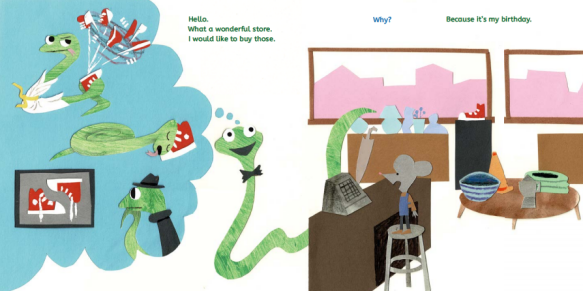 Hello.
What a wonderful store.
I would like to buy those.
Why?
Because it's my birthday.